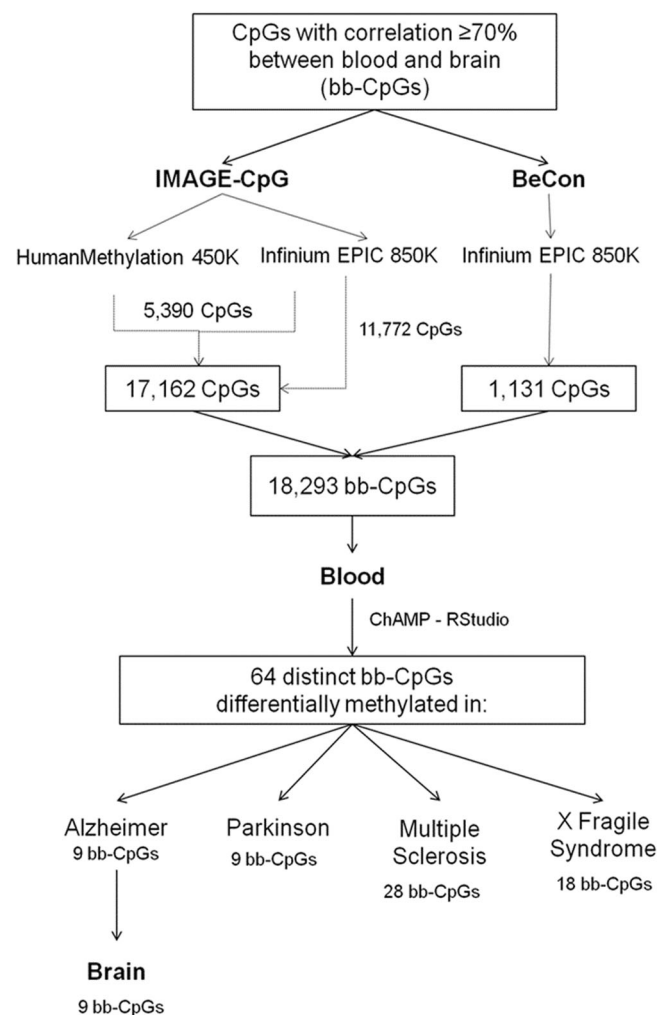 CpGs with correlation ≥70%
between blood and brain
(bb-CpGs)
IMAGE-CpG
BeCon
HumanMethylation 450K
Infinium EPIC 850K
Infinium EPIC 850K
5,390 CpGs
11,772 CpGs
17,162 CpGs
1,131 CpGs
18,293 bb-CpGs
Blood
ChAMP - RStudio
64 distinct bb-CpGs
differentially methylated in:
Alzheimer
9 bb-CpGs
Parkinson
9 bb-CpGs
Multiple
Sclerosis
28 bb-CpGs
X Fragile
Syndrome
18 bb-CpGs
Brain
9 bb-CpGs